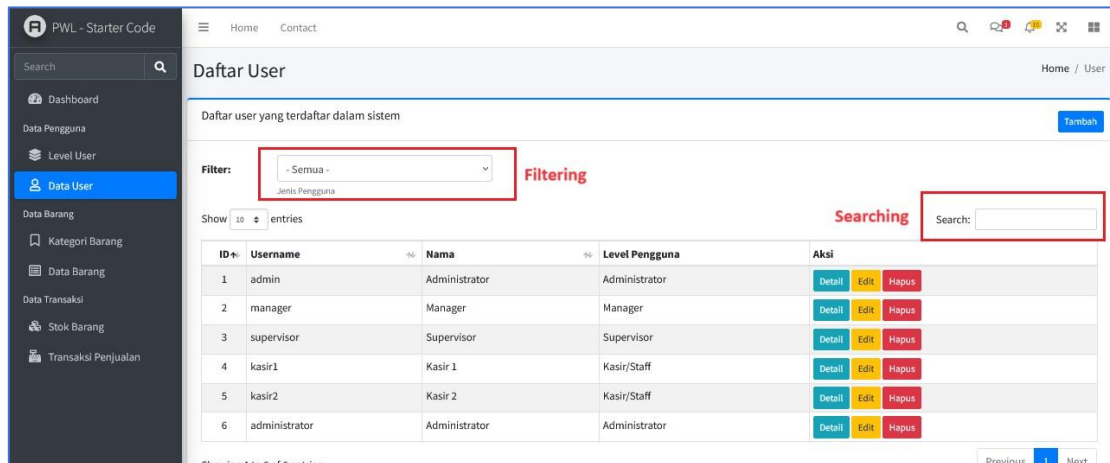 PWL - Starter Code
Home Contact
3
15
Search
Daftar User
Home / User
Dashboard
Data Pengguna
Level User
Data User
Data Barang
Kategori Barang
Data Barang
Data Transaksi
Stok Barang
Transaksi Penjualan
Daftar user yang terdaftar dalam sistem
Tambah
Filter: - Semua -
Jenis Pengguna
Filtering
Show 10 entries
Searching
Search:
ID Username Nama Level Pengguna Aksi
1 admin Administrator Administrator Detail Edit Hapus
2 manager Manager Manager Detail Edit Hapus
3 supervisor Supervisor Supervisor Detail Edit Hapus
4 kasir1 Kasir 1 Kasir/Staff Detail Edit Hapus
5 kasir2 Kasir 2 Kasir/Staff Detail Edit Hapus
6 administrator Administrator Administrator Detail Edit Hapus
Previous 1 Next